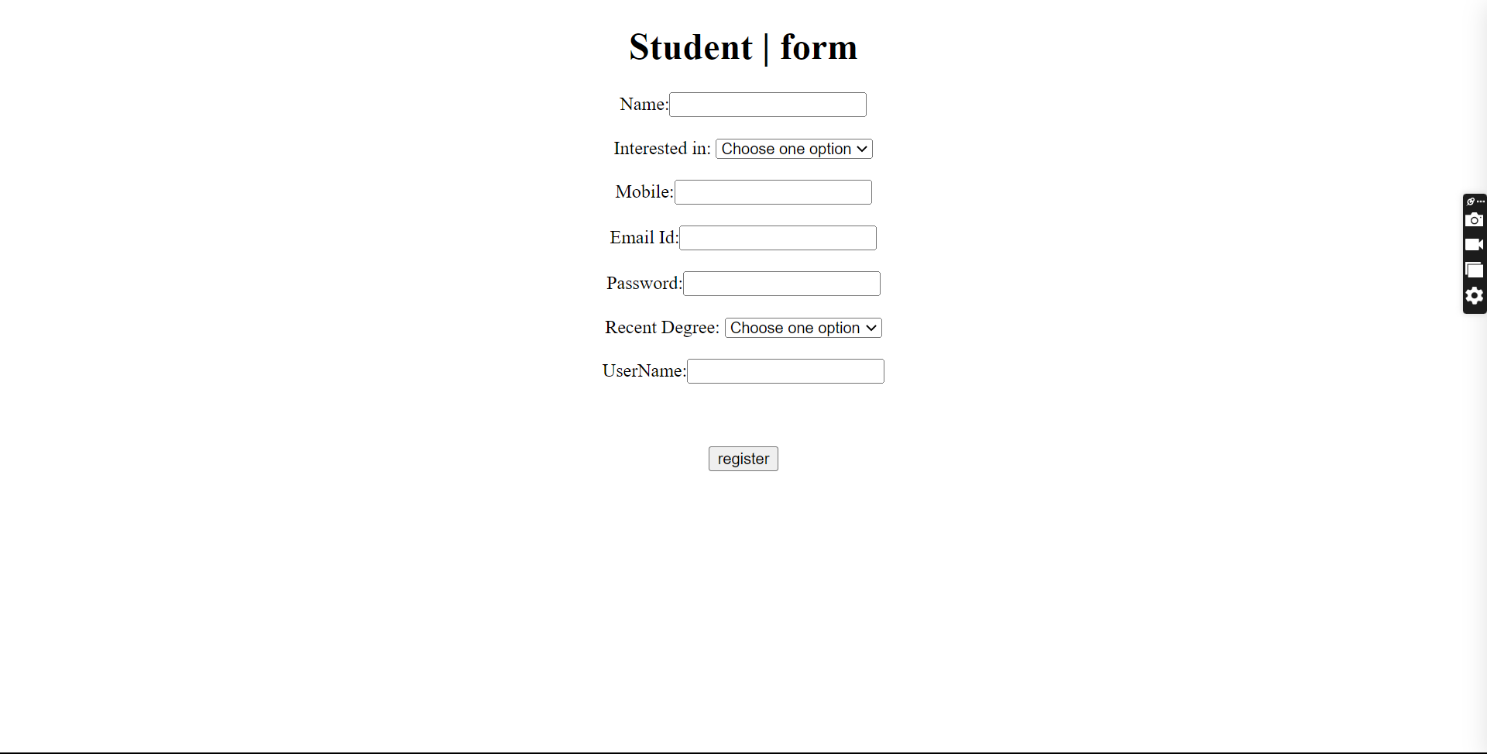 Student | form
Name:
Interested in: Choose one option
Mobile:
Email Id:
Password:
Recent Degree: Choose one option
UserName:
register